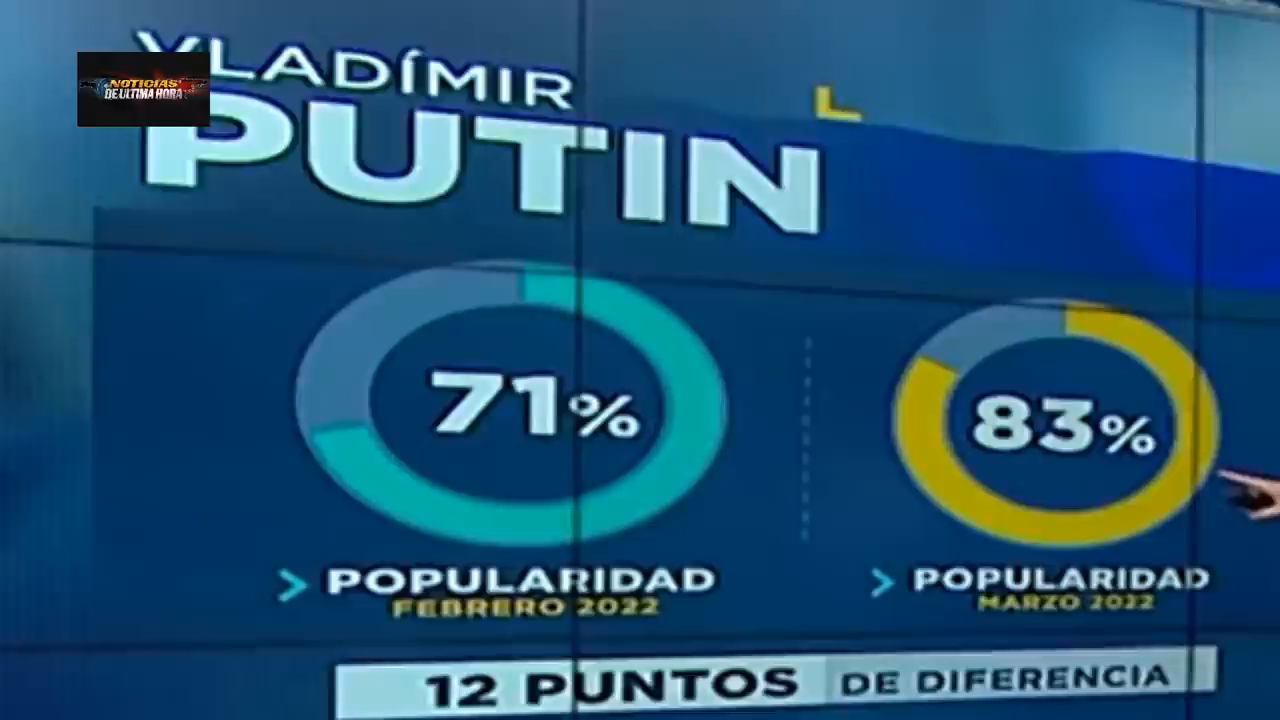 NOTICIAS
DE ULTIMA HORA
VLADÍMIR
PUTIN
71%
83%
POPULARIDAD
FEBRERO 2022
POPULARIDAD
MARZO 2022
12 PUNTOS DE DIFERENCIA